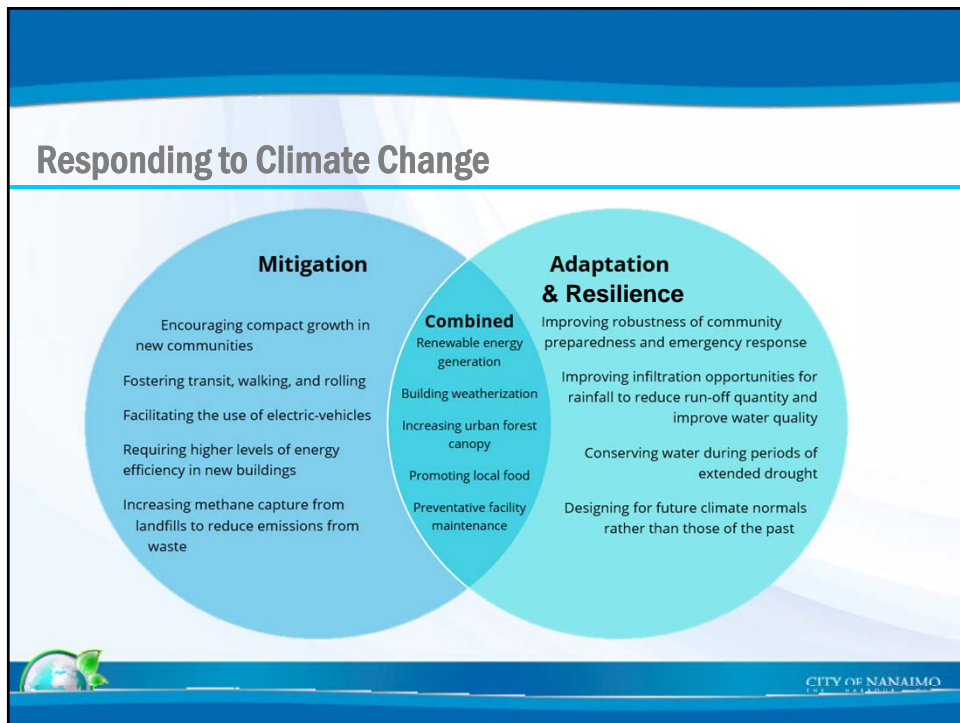 Responding to Climate Change
Mitigation
Encouraging compact growth in
new communities
Fostering transit, walking, and rolling
Facilitating the use of electric-vehicles
Requiring higher levels of energy
efficiency in new buildings
Increasing methane capture from
landfills to reduce emissions from
waste
Combined
Renewable energy
generation
Building weatherization
Increasing urban forest
canopy
Promoting local food
Preventative facility
maintenance
Adaptation
& Resilience
Improving robustness of community
preparedness and emergency response
Improving infiltration opportunities for
rainfall to reduce run-off quantity and
improve water quality
Conserving water during periods of
extended drought
Designing for future climate normals
rather than those of the past
CITY OF NANAIMO
THE HARBOUR